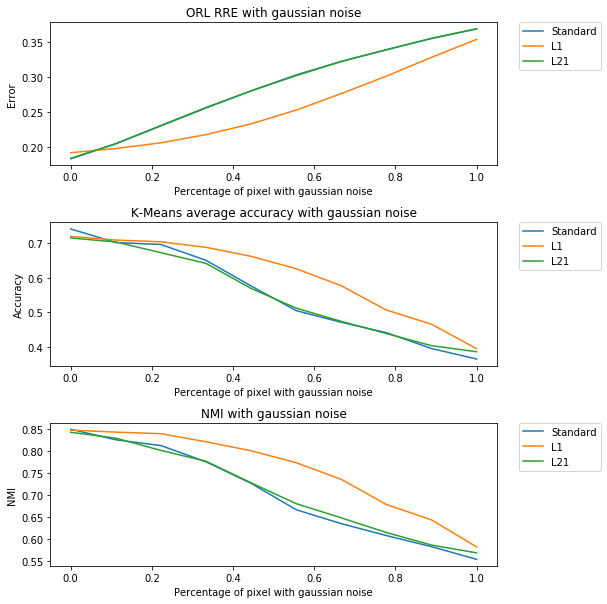 ORL RRE with gaussian noise
0.35
0.30
0.25
0.20
Error
0.0 0.2 0.4 0.6 0.8 1.0
Percentage of pixel with gaussian noise
Standard
L1
L21
K-Means average accuracy with gaussian noise
0.7
0.6
0.5
0.4
Accuracy
0.0 0.2 0.4 0.6 0.8 1.0
Percentage of pixel with gaussian noise
Standard
L1
L21
NMI with gaussian noise
0.85
0.80
0.75
0.70
0.65
0.60
0.55
NMI
0.0 0.2 0.4 0.6 0.8 1.0
Percentage of pixel with gaussian noise
Standard
L1
L21